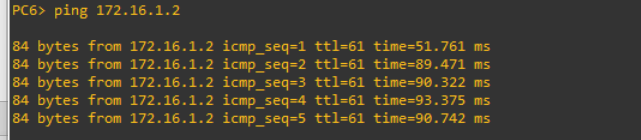 PC6> ping 172.16.1.2
84 bytes from 172.16.1.2 icmp_seq=1 ttl=61 time=51.761 ms
84 bytes from 172.16.1.2 icmp_seq=2 ttl=61 time=89.471 ms
84 bytes from 172.16.1.2 icmp_seq=3 ttl=61 time=90.322 ms
84 bytes from 172.16.1.2 icmp_seq=4 ttl=61 time=93.375 ms
84 bytes from 172.16.1.2 icmp_seq=5 ttl=61 time=90.742 ms